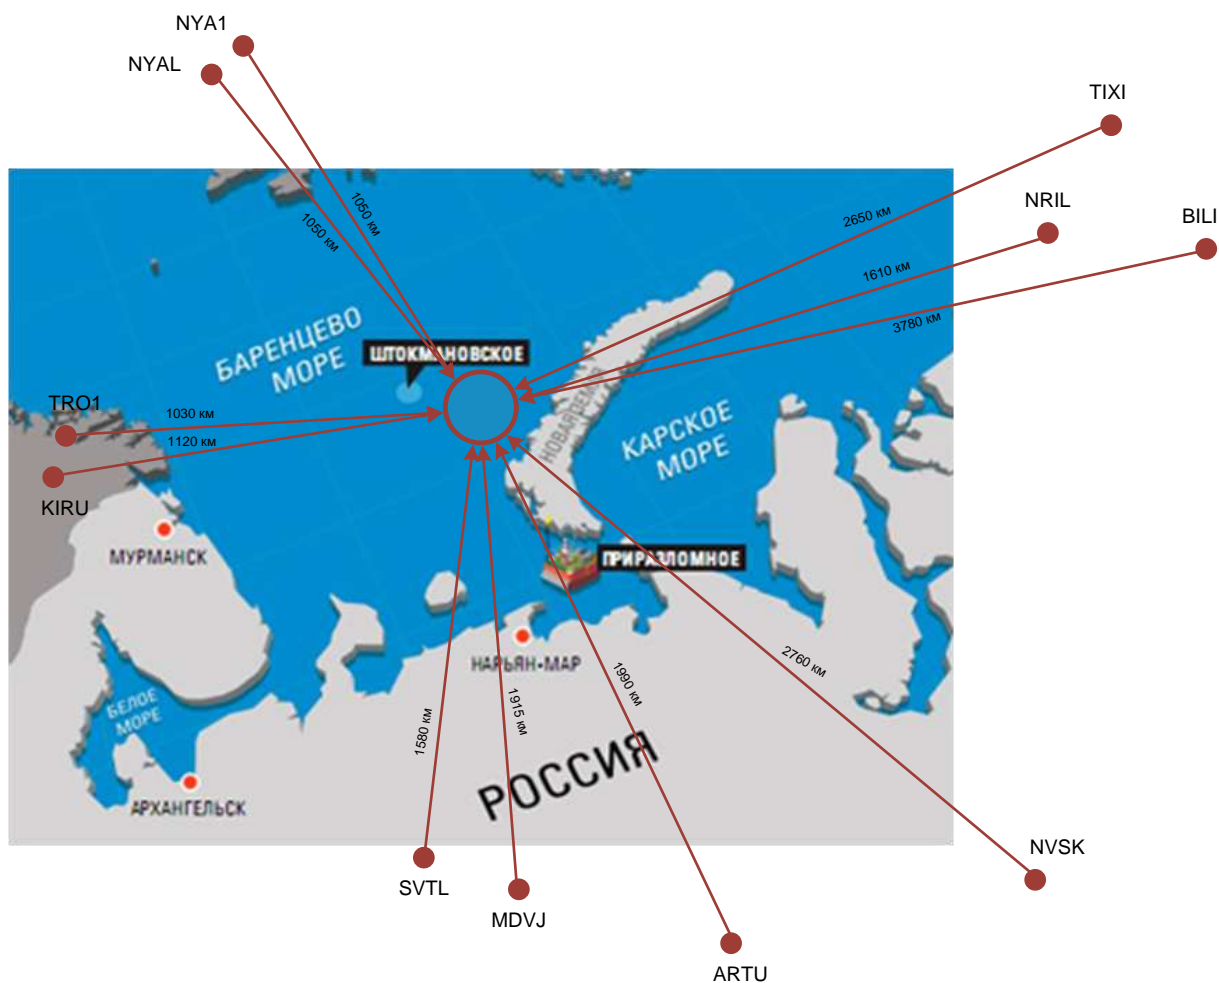 NYA1
NYAL
TIXI
NRIL
BILI
1050 км
1050 км
2650 км
1610 км
3780 км
БАРЕНЦЕВО
МОРЕ
ШТОКМАНОВСКОЕ
НОВАЯ ЗЕМЛЯ
КАРСКОЕ
МОРЕ
TRO1
1030 км
1120 км
KIRU
МУРМАНСК
ПРИРАЗЛОМНОЕ
НАРЬЯН-МАР
БЕЛОЕ
МОРЕ
АРХАНГЕЛЬСК
1580 км
1915 км
1990 км
2760 км
РОССИЯ
SVTL
MDVJ
ARTU
NVSK